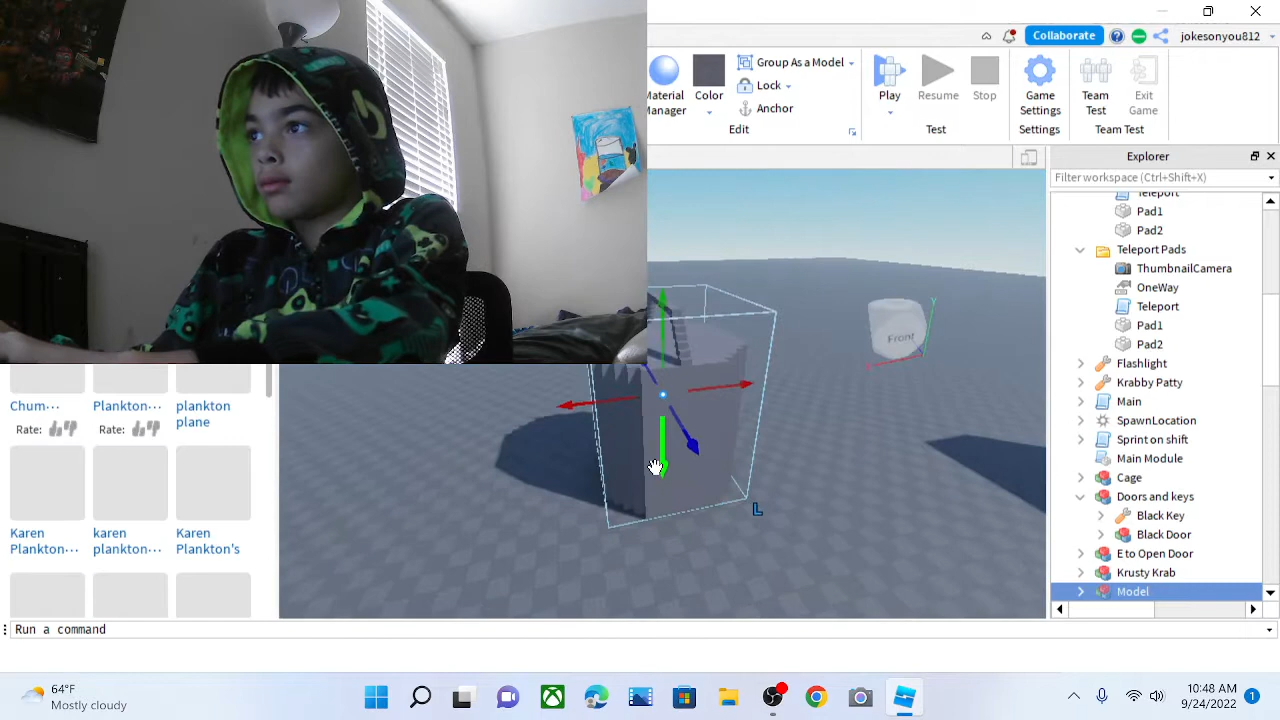 Collaborate
jokesonyou812
Material Manager
Color
Group As a Model
Lock
Anchor
Edit
Play
Resume
Stop
Test
Game Settings
Settings
Team Test
Exit Game
Team Test
Explorer
Filter workspace (Ctrl+Shift+X)
Teleport
Pad1
Pad2
Teleport Pads
ThumbnailCamera
OneWay
Teleport
Pad1
Pad2
Flashlight
Krabby Patty
Main
SpawnLocation
Sprint on shift
Main Module
Cage
Doors and keys
Black Key
Black Door
E to Open Door
Krusty Krab
Model
Front
y
L
Chum...
Plankton...
plankton plane
Rate:
Rate:
Karen Plankton...
karen plankton...
Karen Plankton's
Run a command
64°F
Mostly cloudy
10:48 AM
9/24/2022
1